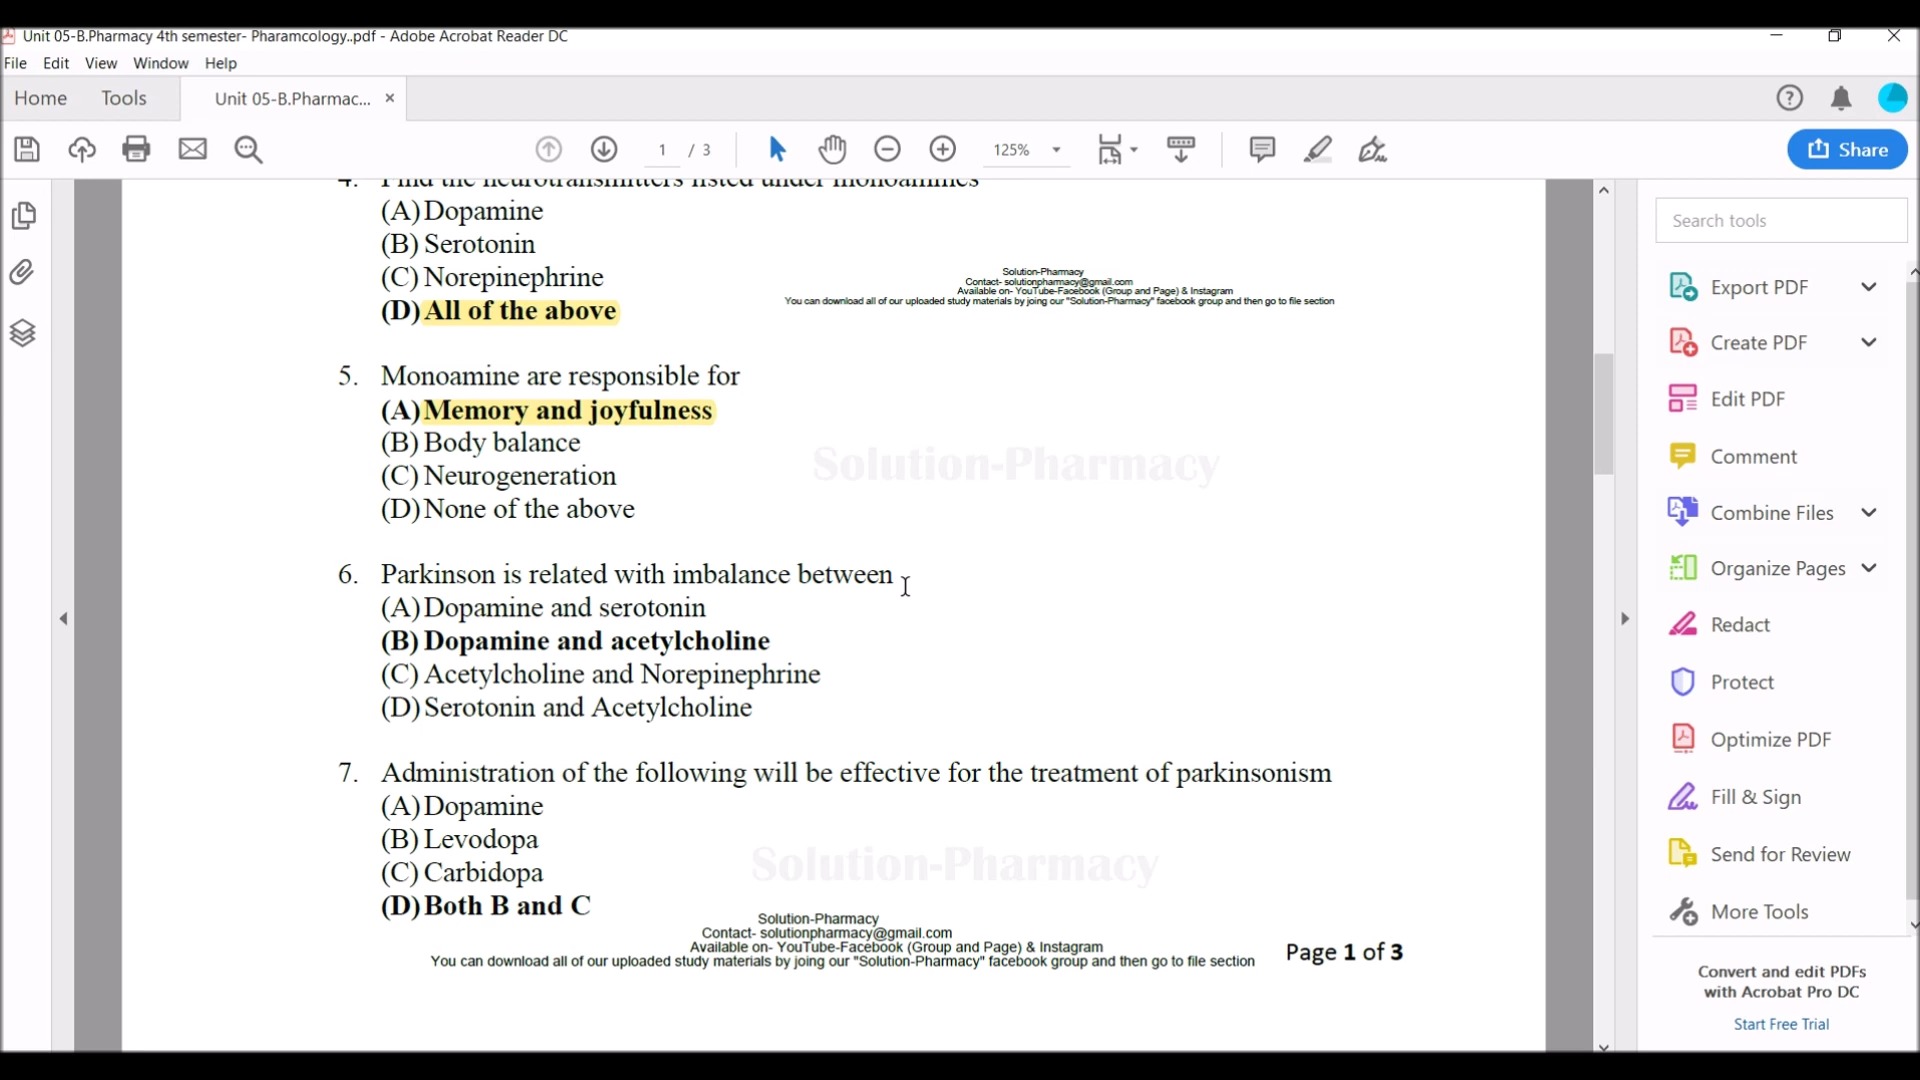 Unit 05-B.Pharmacy 4th semester- Pharamcology..pdf - Adobe Acrobat Reader DC
File Edit View Window Help
Home Tools Unit 05-B.Pharmac... ×
1 / 3 125% Share
4. Find the neurotransmitters listed under monoamines
(A) Dopamine
(B) Serotonin
(C) Norepinephrine
(D) All of the above
Solution-Pharmacy
Contact- solutionpharmacy@gmail.com
Available on- YouTube-Facebook (Group and Page) & Instagram
You can download all of our uploaded study materials by joing our "Solution-Pharmacy" facebook group and then go to file section
5. Monoamine are responsible for
(A) Memory and joyfulness
(B) Body balance
(C) Neurogeneration
(D) None of the above
Solution-Pharmacy
6. Parkinson is related with imbalance between
(A) Dopamine and serotonin
(B) Dopamine and acetylcholine
(C) Acetylcholine and Norepinephrine
(D) Serotonin and Acetylcholine
7. Administration of the following will be effective for the treatment of parkinsonism
(A) Dopamine
(B) Levodopa
(C) Carbidopa
(D) Both B and C
Solution-Pharmacy
Solution-Pharmacy
Contact- solutionpharmacy@gmail.com
Available on- YouTube-Facebook (Group and Page) & Instagram
You can download all of our uploaded study materials by joing our "Solution-Pharmacy" facebook group and then go to file section
Page 1 of 3
Search tools
Export PDF
Create PDF
Edit PDF
Comment
Combine Files
Organize Pages
Redact
Protect
Optimize PDF
Fill & Sign
Send for Review
More Tools
Convert and edit PDFs
with Acrobat Pro DC
Start Free Trial